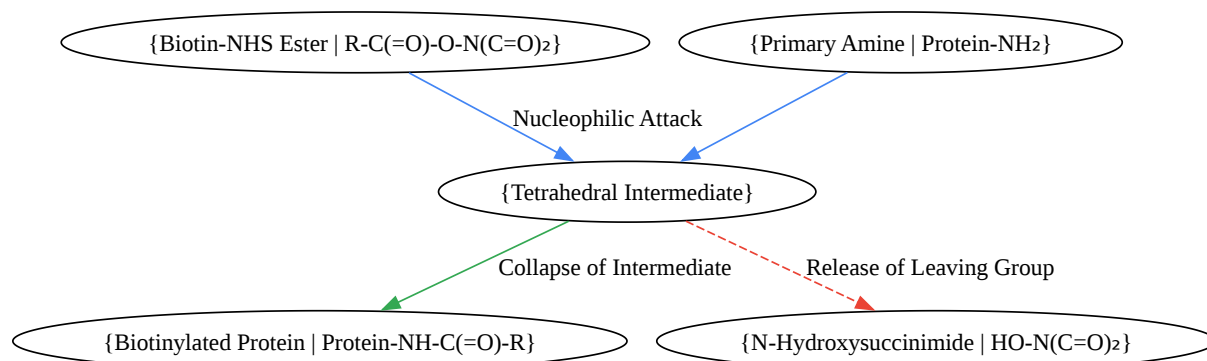 {Biotin-NHS Ester | R-C(=O)-O-N(C=O)₂}
{Primary Amine | Protein-NH₂}
Nucleophilic Attack
{Tetrahedral Intermediate}
Collapse of Intermediate
Release of Leaving Group
{Biotinylated Protein | Protein-NH-C(=O)-R}
{N-Hydroxysuccinimide | HO-N(C=O)₂}